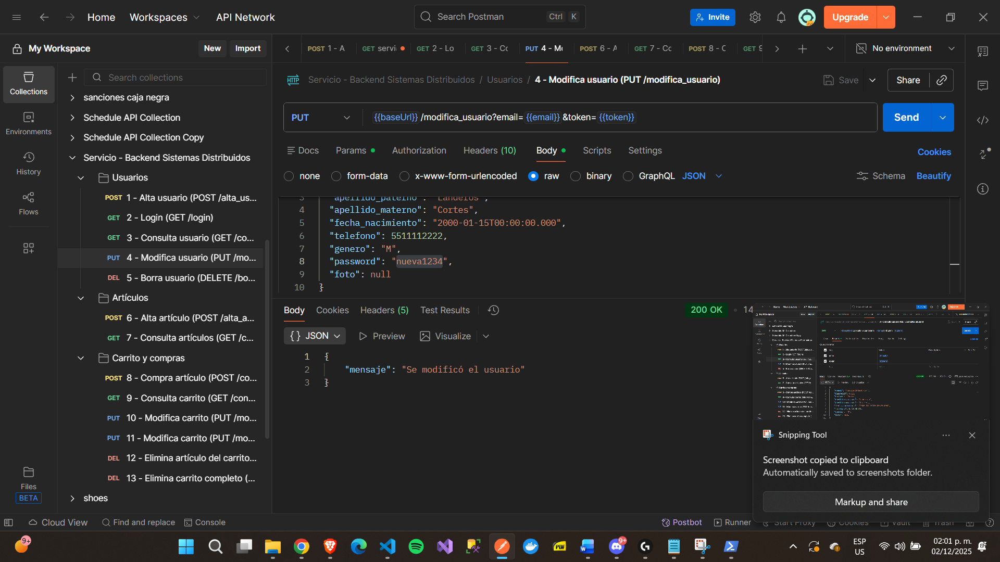 Home Workspaces API Network Search Postman Ctrl K Invite Upgrade
My Workspace New Import
POST 1 - A GET servi GET 2 - Lo GET 3 - Cc PUT 4 - Mo POST 6 - A GET 7 - Cc POST 8 - C GET 9 No environment
Collections
Environments
History
Flows
Files
BETA
Search collections
sanciones caja negra
Schedule API Collection
Schedule API Collection Copy
Servicio - Backend Sistemas Distribuidos
Usuarios
POST 1 - Alta usuario (POST /alta_us...
GET 2 - Login (GET /login)
GET 3 - Consulta usuario (GET /co...
PUT 4 - Modifica usuario (PUT /mo...
DEL 5 - Borra usuario (DELETE /bo...
Artículos
POST 6 - Alta artículo (POST /alta_a...
GET 7 - Consulta artículos (GET /c...
Carrito y compras
POST 8 - Compra artículo (POST /co...
GET 9 - Consulta carrito (GET /con...
PUT 10 - Modifica carrito (PUT /mo...
PUT 11 - Modifica carrito (PUT /mo...
DEL 12 - Elimina artículo del carrito...
DEL 13 - Elimina carrito completo (...
shoes
HTTP Servicio - Backend Sistemas Distribuidos / Usuarios / 4 - Modifica usuario (PUT /modifica_usuario) Save Share
PUT {{baseUrl}}/modifica_usuario?email={{email}}&token={{token}} Send
Docs Params Authorization Headers (10) Body Scripts Settings Cookies
none form-data x-www-form-urlencoded raw binary GraphQL JSON Schema Beautify
3 "apellido_paterno": "Landeros",
4 "apellido_materno": "Cortes",
5 "fecha_nacimiento": "2000-01-15T00:00:00.000",
6 "telefono": 5511112222,
7 "genero": "M",
8 "password": "nueva1234",
9 "foto": null
10 }
Body Cookies Headers (5) Test Results 200 OK 14
{} JSON Preview Visualize
1 {
2 "mensaje": "Se modificó el usuario"
3 }
Snipping Tool
Screenshot copied to clipboard
Automatically saved to screenshots folder.
Markup and share
Cloud View Find and replace Console Postbot Runner Start Proxy Cookies Vault Trash
9+ PDF 9+ ESP
US 02:01 p. m.
02/12/2025